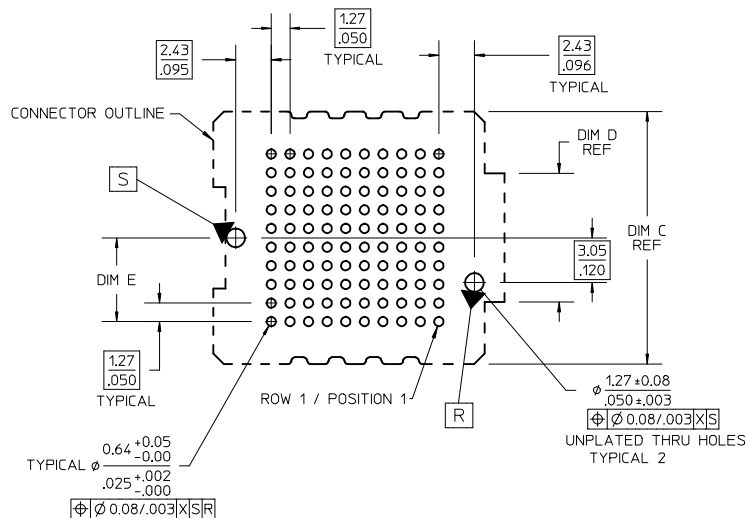 1.27
.050
TYPICAL
2.43
.095
2.43
.096
TYPICAL
CONNECTOR OUTLINE
DIM D
REF
S
DIM C
REF
3.05
.120
DIM E
1.27
.050
TYPICAL
ROW 1 / POSITION 1
R
⌀ 1.27 ±0.08
.050 ±.003
⌖ ⌀ 0.08/.003 X S
UNPLATED THRU HOLES
TYPICAL 2
TYPICAL ⌀ 0.64 +0.05 -0.00
.025 +.002 -.000
⌖ ⌀ 0.08/.003 X S R